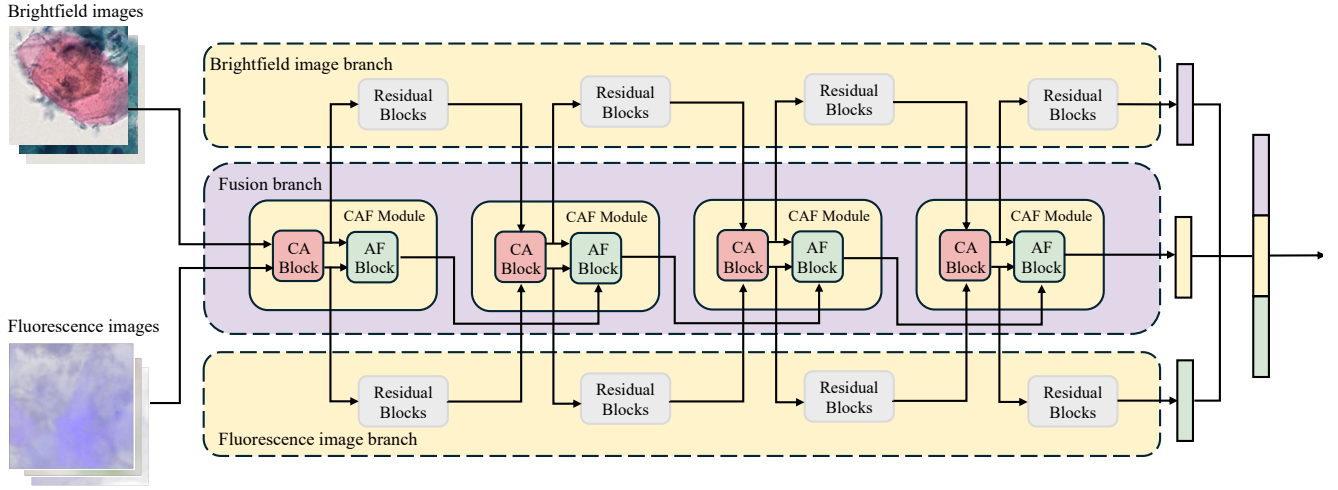 Brightfield images
Brightfield image branch
Residual
Blocks
Residual
Blocks
Residual
Blocks
Residual
Blocks
Fusion branch
CAF Module
CA
Block
AF
Block
CAF Module
CA
Block
AF
Block
CAF Module
CA
Block
AF
Block
CAF Module
CA
Block
AF
Block
Fluorescence images
Residual
Blocks
Residual
Blocks
Residual
Blocks
Residual
Blocks
Fluorescence image branch